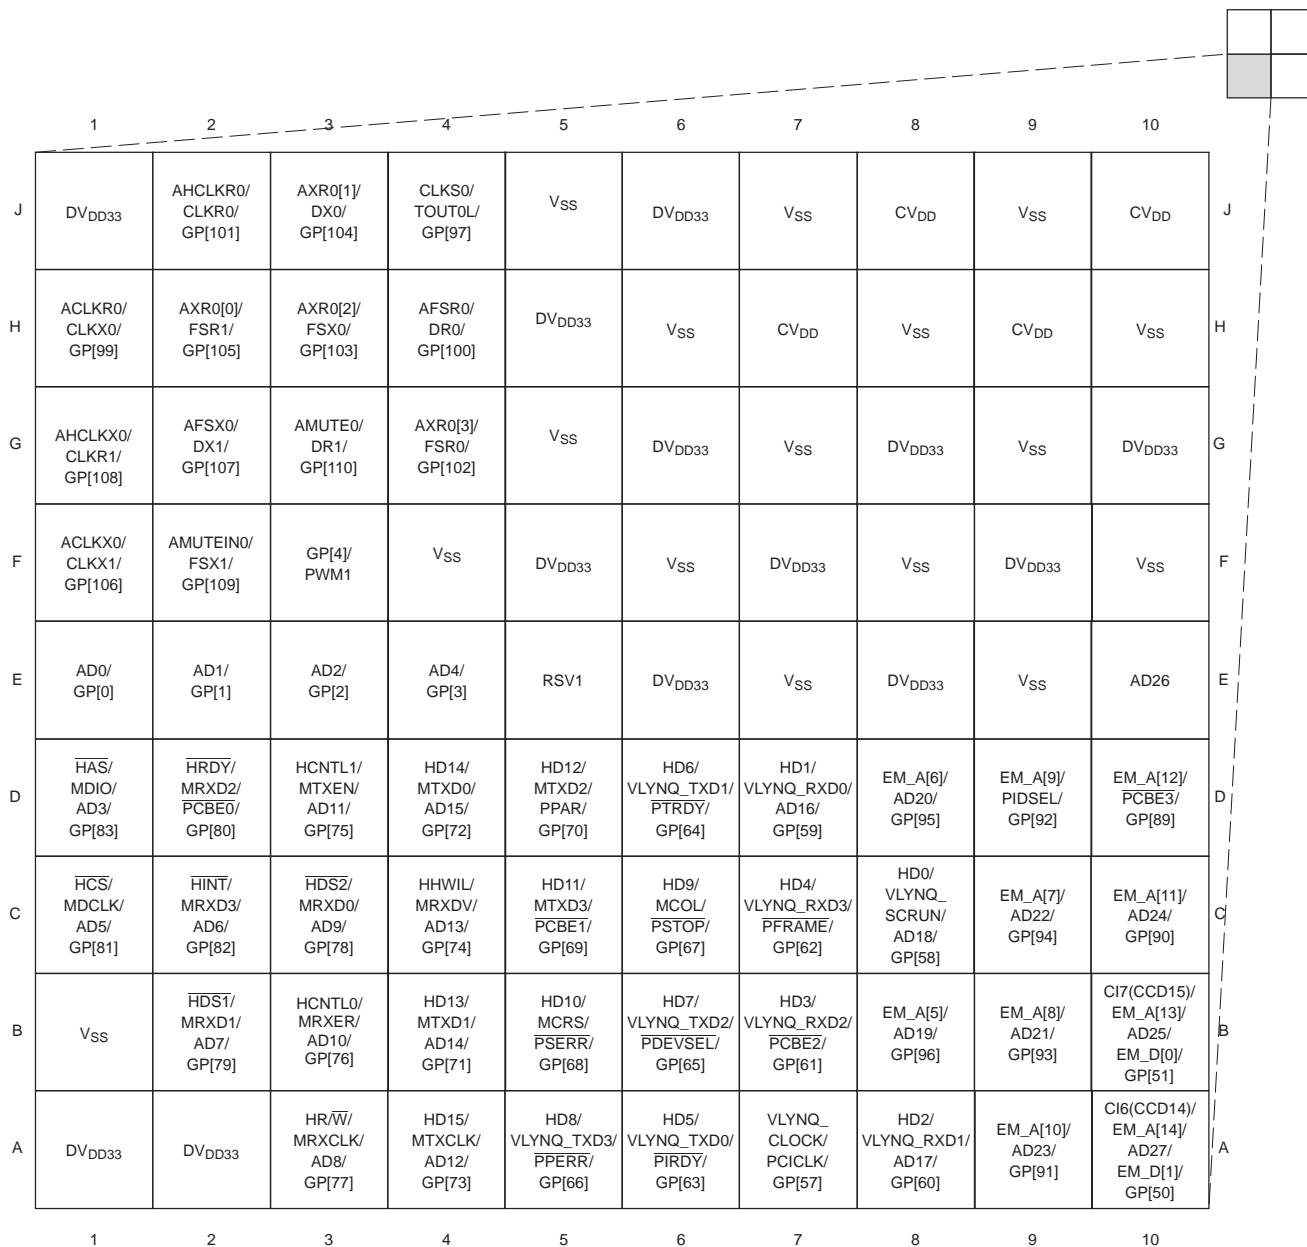 1 2 3 4 5 6 7 8 9 10
J
DVDD33
AHCLKR0/
CLKR0/
GP[101]
AXR0[1]/
DX0/
GP[104]
CLKS0/
TOUT0L/
GP[97]
VSS
DVDD33
VSS
CVDD
VSS
CVDD
J
H
ACLKR0/
CLKX0/
GP[99]
AXR0[0]/
FSR1/
GP[105]
AXR0[2]/
FSX0/
GP[103]
AFSR0/
DR0/
GP[100]
DVDD33
VSS
CVDD
VSS
CVDD
VSS
H
G
AHCLKX0/
CLKR1/
GP[108]
AFSX0/
DX1/
GP[107]
AMUTE0/
DR1/
GP[110]
AXR0[3]/
FSR0/
GP[102]
VSS
DVDD33
VSS
DVDD33
VSS
DVDD33
G
F
ACLKX0/
CLKX1/
GP[106]
AMUTEIN0/
FSX1/
GP[109]
GP[4]/
PWM1
VSS
DVDD33
VSS
DVDD33
VSS
DVDD33
VSS
F
E
AD0/
GP[0]
AD1/
GP[1]
AD2/
GP[2]
AD4/
GP[3]
RSV1
DVDD33
VSS
DVDD33
VSS
AD26
E
D
HAS/
MDIO/
AD3/
GP[83]
HRDY/
MRXD2/
PCBE0/
GP[80]
HCNTL1/
MTXEN/
AD11/
GP[75]
HD14/
MTXD0/
AD15/
GP[72]
HD12/
MTXD2/
PPAR/
GP[70]
HD6/
VLYNQ_TXD1/
PTRDY/
GP[64]
HD1/
VLYNQ_RXD0/
AD16/
GP[59]
EM_A[6]/
AD20/
GP[95]
EM_A[9]/
PIDSEL/
GP[92]
EM_A[12]/
PCBE3/
GP[89]
D
C
HCS/
MDCLK/
AD5/
GP[81]
HINT/
MRXD3/
AD6/
GP[82]
HDS2/
MRXD0/
AD9/
GP[78]
HHWIL/
MRXDV/
AD13/
GP[74]
HD11/
MTXD3/
PCBE1/
GP[69]
HD9/
MCOL/
PSTOP/
GP[67]
HD4/
VLYNQ_RXD3/
PFRAME/
GP[62]
HD0/
VLYNQ_
SCRUN/
AD18/
GP[58]
EM_A[7]/
AD22/
GP[94]
EM_A[11]/
AD24/
GP[90]
C
B
VSS
HDS1/
MRXD1/
AD7/
GP[79]
HCNTL0/
MRXER/
AD10/
GP[76]
HD13/
MTXD1/
AD14/
GP[71]
HD10/
MCRS/
PSERR/
GP[68]
HD7/
VLYNQ_TXD2/
PDEVSEL/
GP[65]
HD3/
VLYNQ_RXD2/
PCBE2/
GP[61]
EM_A[5]/
AD19/
GP[96]
EM_A[8]/
AD21/
GP[93]
CI7(CCD15)/
EM_A[13]/
AD25/
EM_D[0]/
GP[51]
B
A
DVDD33
DVDD33
HR/W/
MRXCLK/
AD8/
GP[77]
HD15/
MTXCLK/
AD12/
GP[73]
HD8/
VLYNQ_TXD3/
PPERR/
GP[66]
HD5/
VLYNQ_TXD0/
PIRDY/
GP[63]
VLYNQ_
CLOCK/
PCICLK/
GP[57]
HD2/
VLYNQ_RXD1/
AD17/
GP[60]
EM_A[10]/
AD23/
GP[91]
CI6(CCD14)/
EM_A[14]/
AD27/
EM_D[1]/
GP[50]
A
1 2 3 4 5 6 7 8 9 10